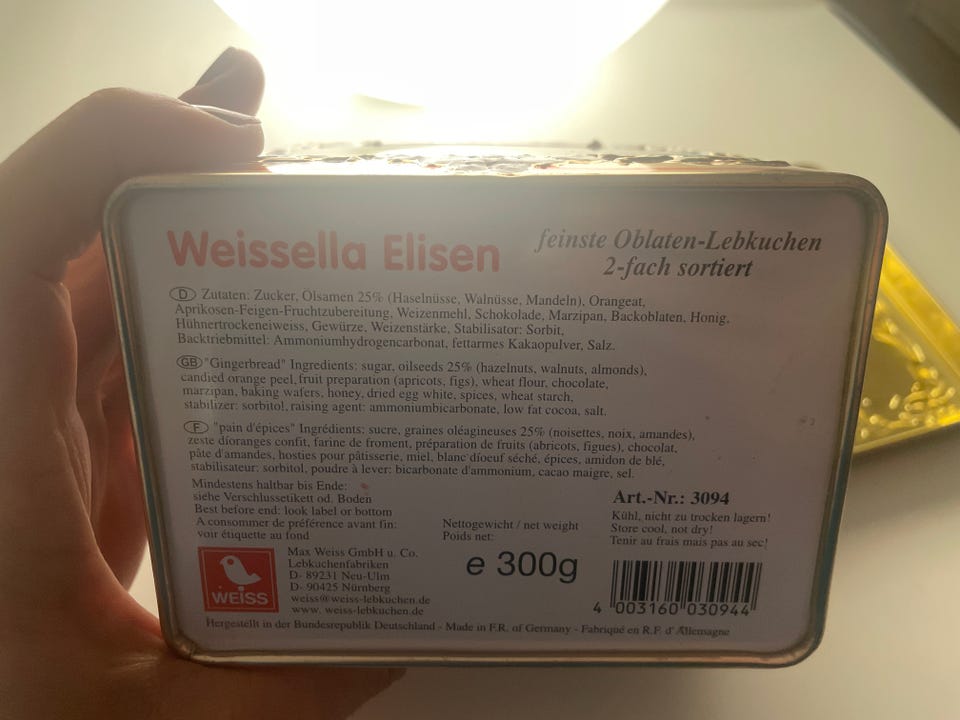 Weissella Elisen
feinste Oblaten-Lebkuchen
2-fach sortiert
D Zutaten: Zucker, Ölsamen 25% (Haselnüsse, Walnüsse, Mandeln), Orangeat,
Aprikosen-Feigen-Fruchtzubereitung, Weizenmehl, Schokolade, Marzipan, Backoblaten, Honig,
Hühnertrockeneiweiss, Gewürze, Weizenstärke, Stabilisator: Sorbit,
Backtriebmittel: Ammoniumhydrogencarbonat, fettarmes Kakaopulver, Salz.
GB "Gingerbread" Ingredients: sugar, oilseeds 25% (hazelnuts, walnuts, almonds),
candied orange peel, fruit preparation (apricots, figs), wheat flour, chocolate,
marzipan, baking wafers, honey, dried egg white, spices, wheat starch,
stabilizer: sorbitol, raising agent: ammoniumbicarbonate, low fat cocoa, salt.
F "pain d'épices" Ingrédients: sucre, graines oléagineuses 25% (noisettes, noix, amandes),
zeste díoranges confit, farine de froment, préparation de fruits (abricots, figues), chocolat,
pâte d'amandes, hosties pour pâtisserie, miel, blanc díoeuf séché, épices, amidon de blé,
stabilisateur: sorbitol, poudre à lever: bicarbonate d'ammonium, cacao maigre, sel.
Mindestens haltbar bis Ende:
siehe Verschlussetikett od. Boden
Best before end: look label or bottom
A consommer de préférence avant fin:
voir étiquette au fond
Nettogewicht / net weight
Poids net:
e 300g
Art.-Nr.: 3094
Kühl, nicht zu trocken lagern!
Store cool, not dry!
Tenir au frais mais pas au sec!
WEISS
Max Weiss GmbH u. Co.
Lebkuchenfabriken
D- 89231 Neu-Ulm
D- 90425 Nürnberg
weiss@weiss-lebkuchen.de
www. weiss-lebkuchen.de
4 003160 030944
Hergestellt in der Bundesrepublik Deutschland - Made in F.R. of Germany - Fabriqué en R.F. d' Allemagne